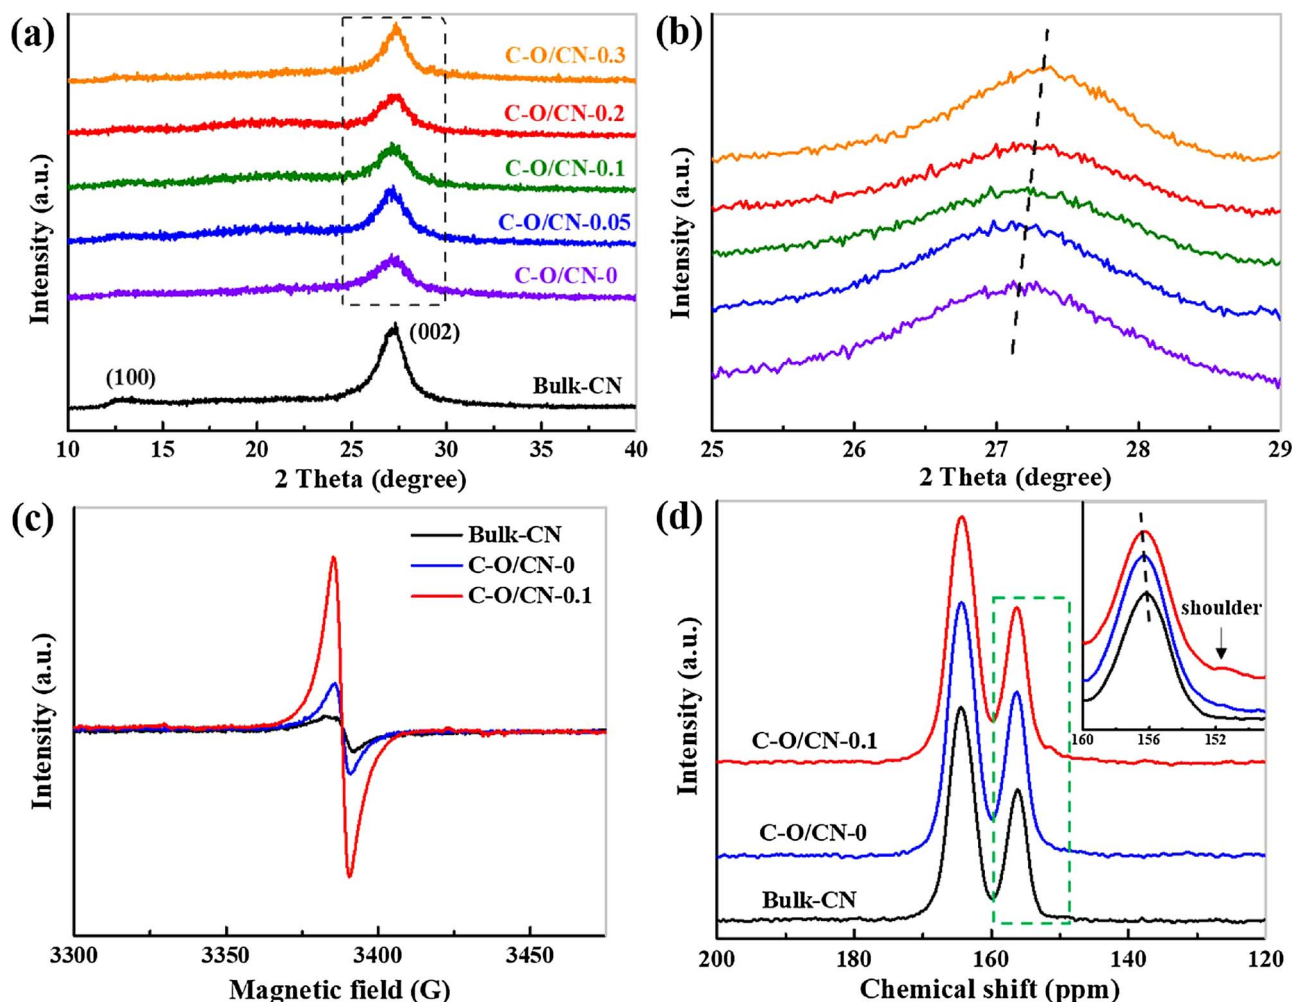 (a)
C-O/CN-0.3
C-O/CN-0.2
C-O/CN-0.1
C-O/CN-0.05
C-O/CN-0
(002)
(100)
Bulk-CN
Intensity (a.u.)
10 15 20 25 30 35 40
2 Theta (degree)
(b)
Intensity (a.u.)
25 26 27 28 29
2 Theta (degree)
(c)
Bulk-CN
C-O/CN-0
C-O/CN-0.1
Intensity (a.u.)
3300 3350 3400 3450
Magnetic field (G)
(d)
shoulder
160 156 152
C-O/CN-0.1
C-O/CN-0
Bulk-CN
Intensity (a.u.)
200 180 160 140 120
Chemical shift (ppm)